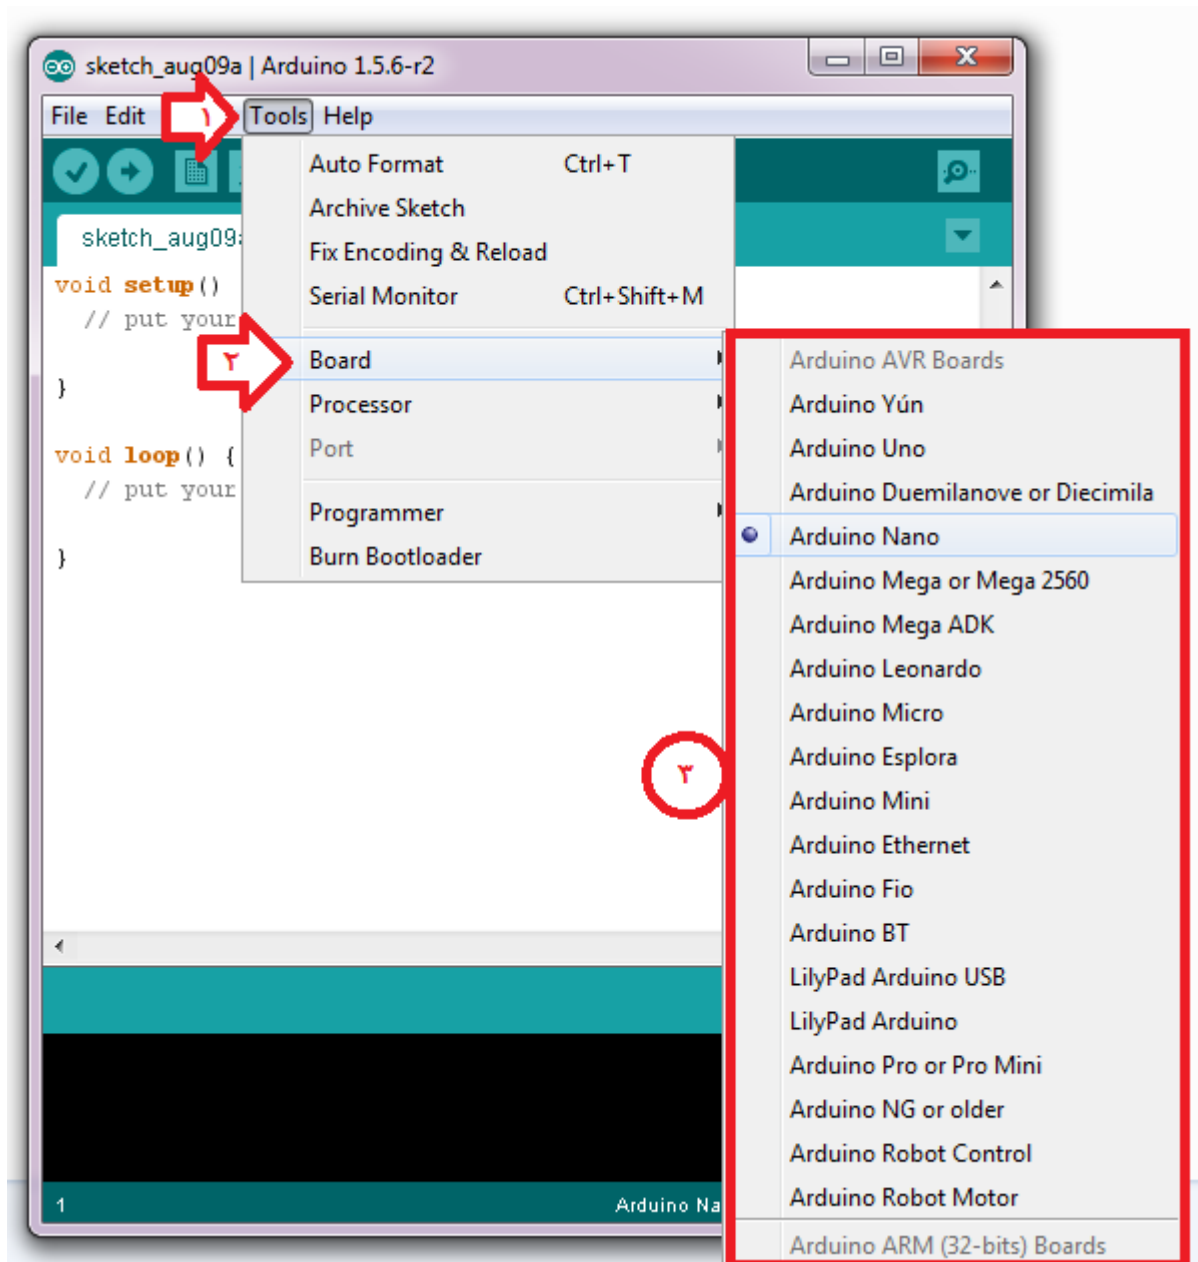 sketch_aug09a | Arduino 1.5.6-r2
File Edit ۱ Tools Help
Auto Format Ctrl+T
Archive Sketch
sketch_aug09a
Fix Encoding & Reload
void setup()
Serial Monitor Ctrl+Shift+M
// put your
۲ Board
}
Processor
Port
void loop() {
// put your
Programmer
Burn Bootloader
}
Arduino AVR Boards
Arduino Yún
Arduino Uno
Arduino Duemilanove or Diecimila
Arduino Nano
Arduino Mega or Mega 2560
Arduino Mega ADK
Arduino Leonardo
Arduino Micro
Arduino Esplora
۳
Arduino Mini
Arduino Ethernet
Arduino Fio
Arduino BT
LilyPad Arduino USB
LilyPad Arduino
Arduino Pro or Pro Mini
Arduino NG or older
Arduino Robot Control
Arduino Robot Motor
Arduino ARM (32-bits) Boards
1 Arduino Na